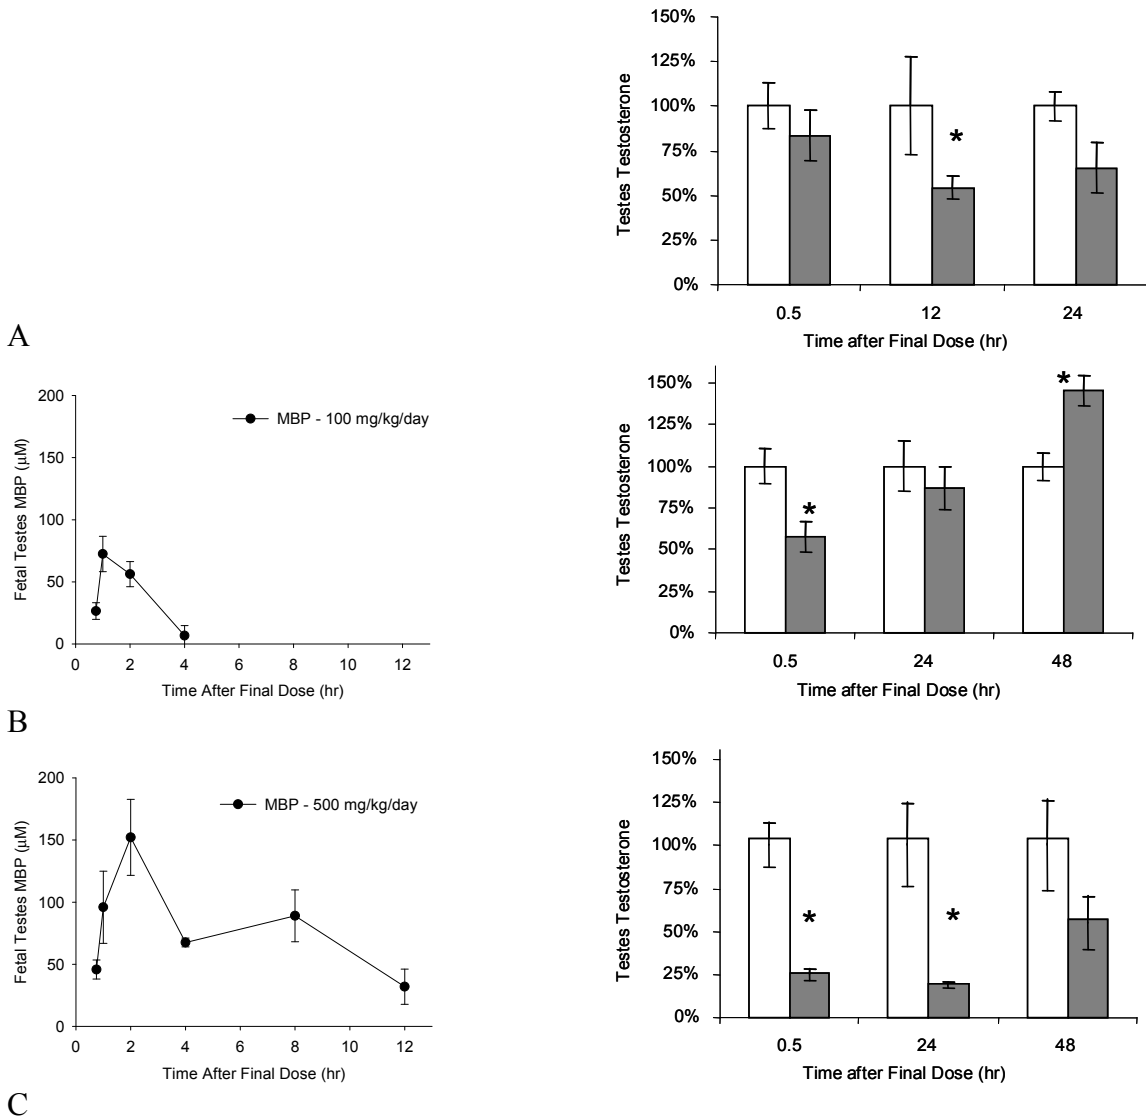 150%
125%
100%
75%
50%
25%
0%
Testes Testosterone
*
0.5 12 24
Time after Final Dose (hr)
A
200
150
100
50
0
Fetal Testes MBP (µM)
MBP - 100 mg/kg/day
0 2 4 6 8 10 12
Time After Final Dose (hr)
150%
125%
100%
75%
50%
25%
0%
Testes Testosterone
*
*
0.5 24 48
Time after Final Dose (hr)
B
200
150
100
50
0
Fetal Testes MBP (µM)
MBP - 500 mg/kg/day
0 2 4 6 8 10 12
Time After Final Dose (hr)
150%
125%
100%
75%
50%
25%
0%
Testes Testosterone
*
*
0.5 24 48
Time after Final Dose (hr)
C